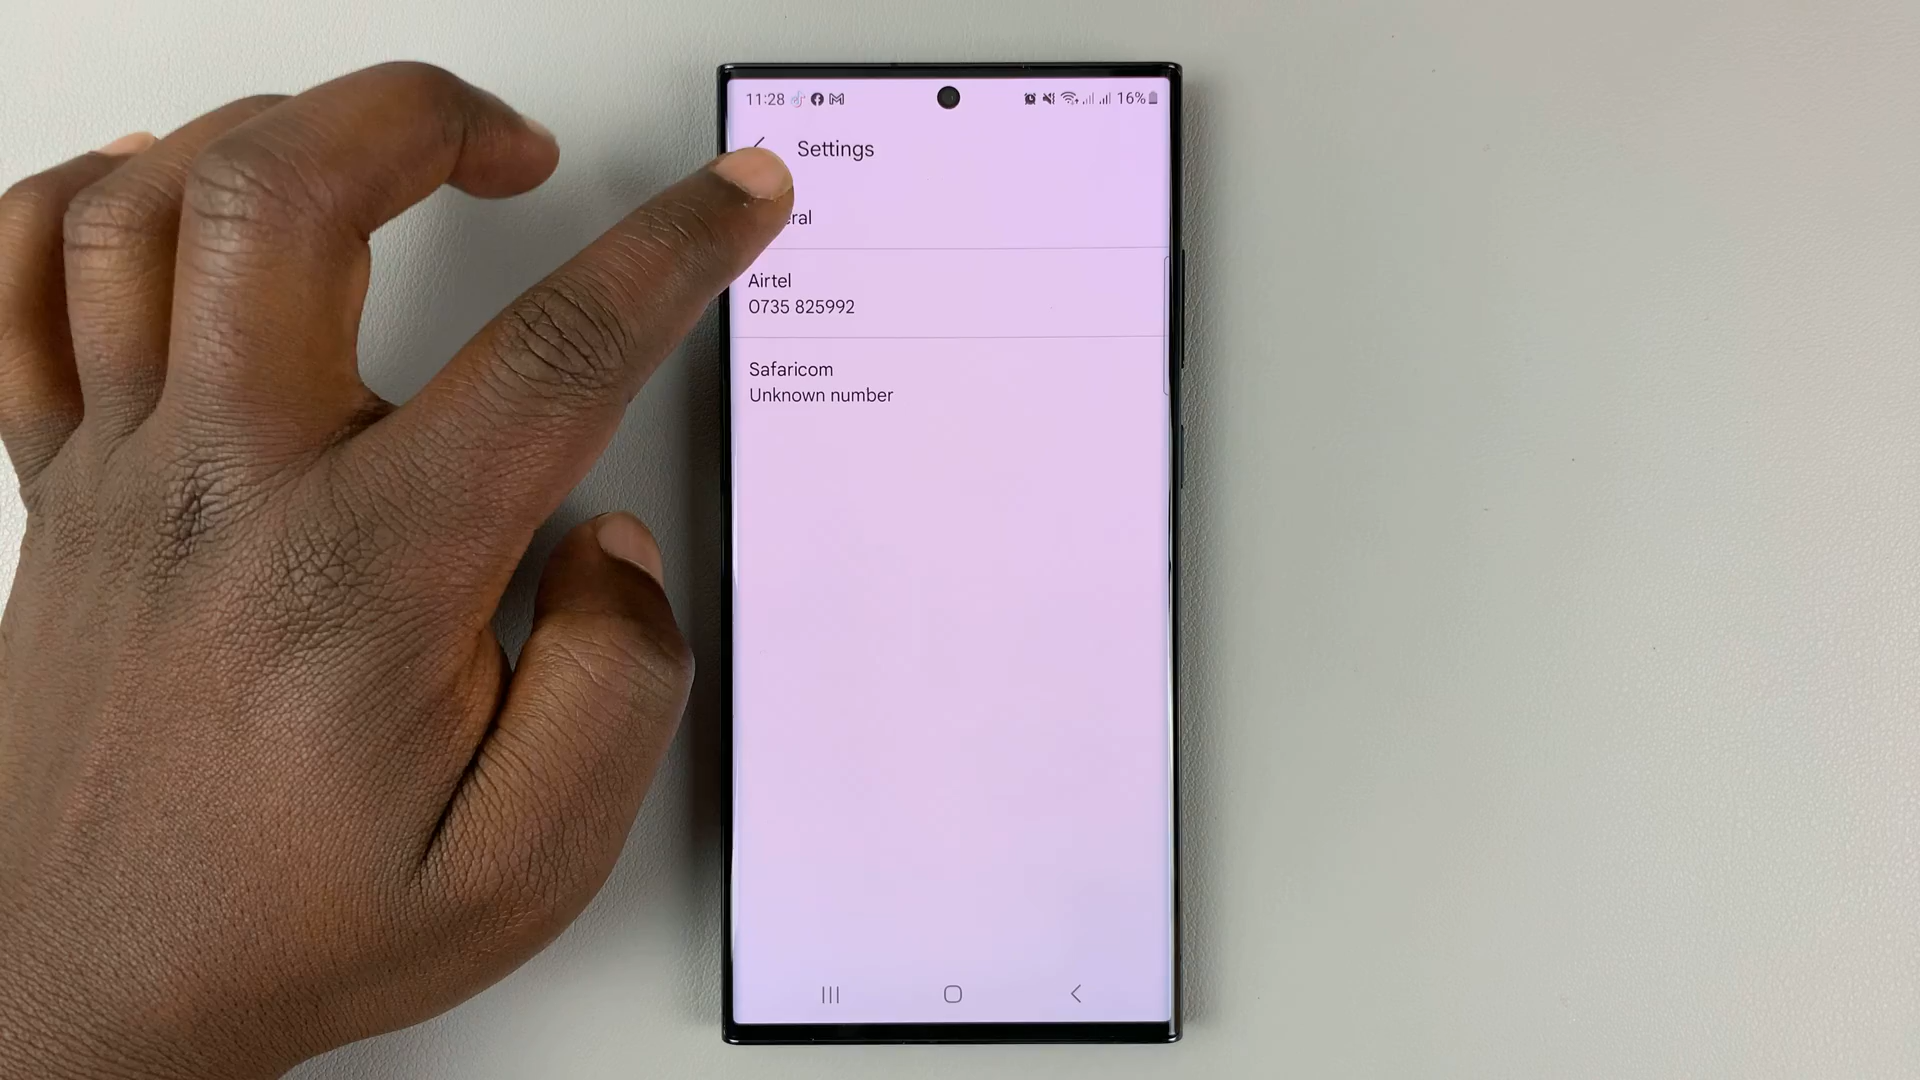 11:28 16%
Settings
eral
Airtel
0735 825992
Safaricom
Unknown number